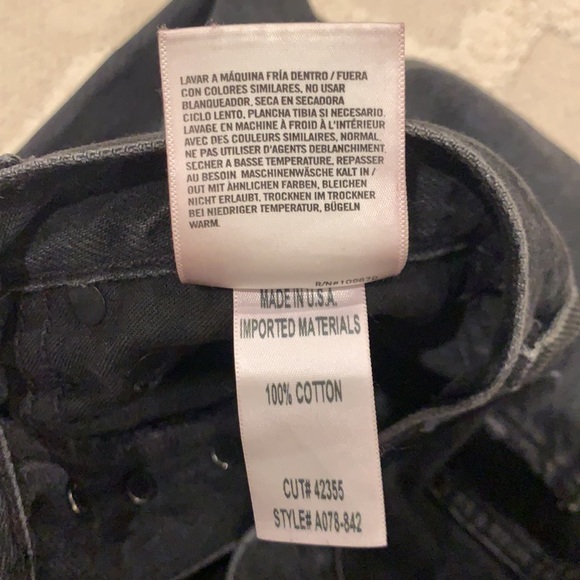 LAVAR A MÁQUINA FRÍA DENTRO / FUERA
CON COLORES SIMILARES, NO USAR
BLANQUEADOR, SECA EN SECADORA
CICLO LENTO, PLANCHA TIBIA SI NECESARIO.
LAVAGE EN MACHINE À FROID À L'INTÉRIEUR
AVEC DES COULEURS SIMILAIRES, NORMAL,
NE PAS UTILISER D'AGENTS DEBLANCHIMENT.
SECHER A BASSE TEMPERATURE, REPASSER
AU BESOIN MASCHINENWÄSCHE KALT IN /
OUT MIT ÄHNLICHEN FARBEN, BLEICHEN
NICHT ERLAUBT, TROCKNEN IM TROCKNER
BEI NIEDRIGER TEMPERATUR, BÜGELN
WARM.
MADE IN U.S.A.
IMPORTED MATERIALS
100% COTTON
CUT# 42355
STYLE# A078-842